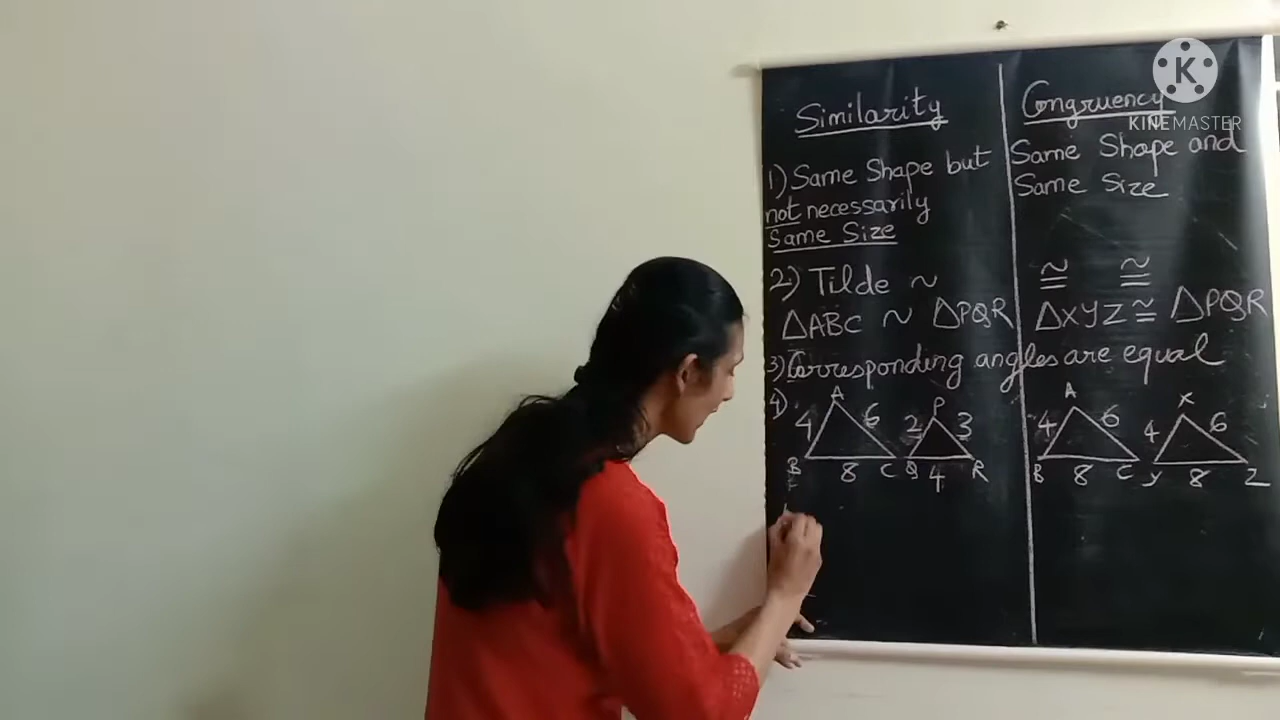 Similarity
1) Same Shape but
not necessarily
Same Size
2.) Tilde ~
△ABC ~ △PQR
Congruency
Same Shape and
Same Size
≅ ≅
△XYZ ≅ △PQR
3) Corresponding angles are equal
4)
A
4 6
B 8 C
P
2 3
Q 4 R
A
4 6
B 8 C
X
4 6
Y 8 Z
K
KINEMASTER